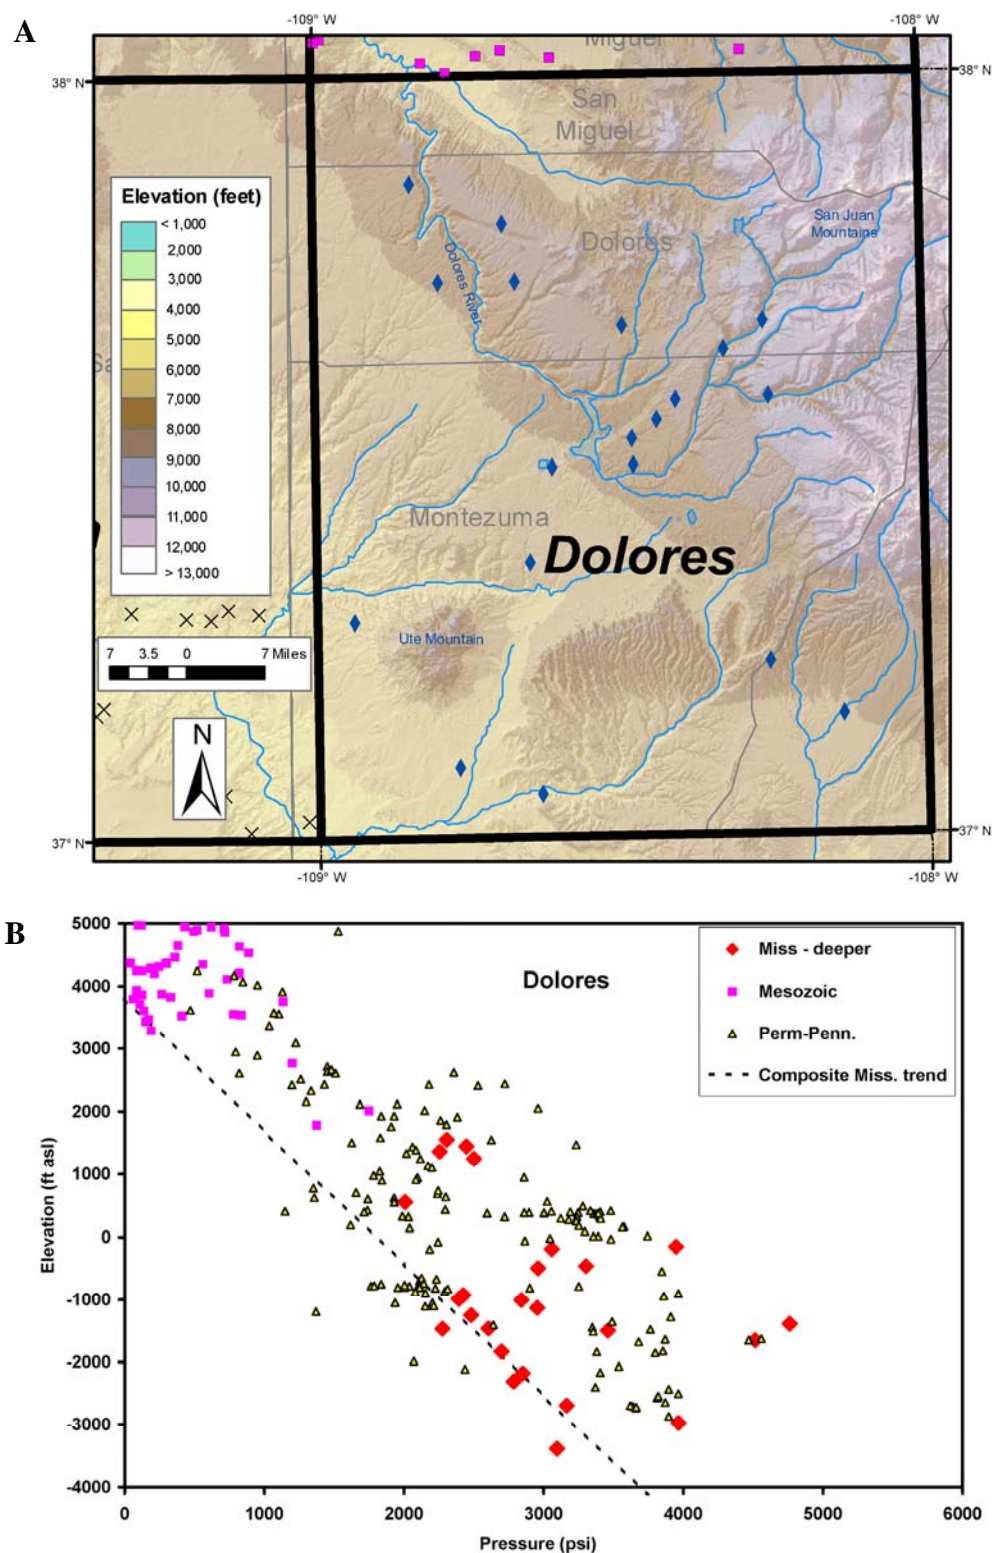 A
-109° W
-108° W
Miguel
38° N
38° N
San
Miguel
Elevation (feet)
< 1,000
2,000
3,000
4,000
5,000
6,000
7,000
8,000
9,000
10,000
11,000
12,000
> 13,000
San Juan
Mountains
Dolores
Dolores River
Sa
Montezuma
Dolores
Ute Mountain
7 3.5 0 7 Miles
N
37° N
37° N
-109° W
-108° W
B
5000
4000
3000
2000
1000
0
-1000
-2000
-3000
-4000
Elevation (ft asl)
Dolores
Miss - deeper
Mesozoic
Perm-Penn.
Composite Miss. trend
0 1000 2000 3000 4000 5000 6000
Pressure (psi)